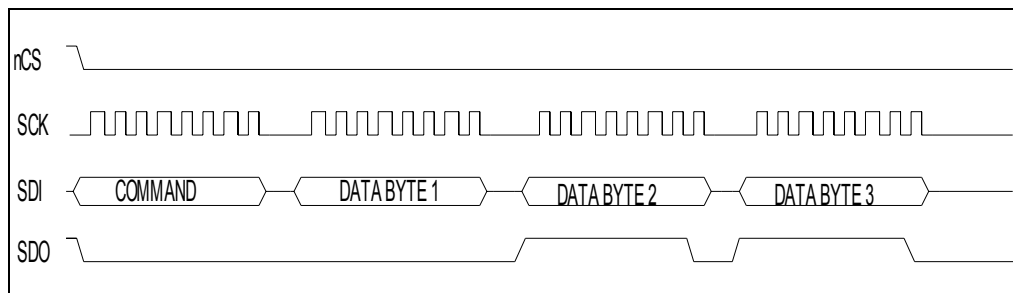 nCS
SCK
SDI COMMAND DATA BYTE 1 DATA BYTE 2 DATA BYTE 3
SDO